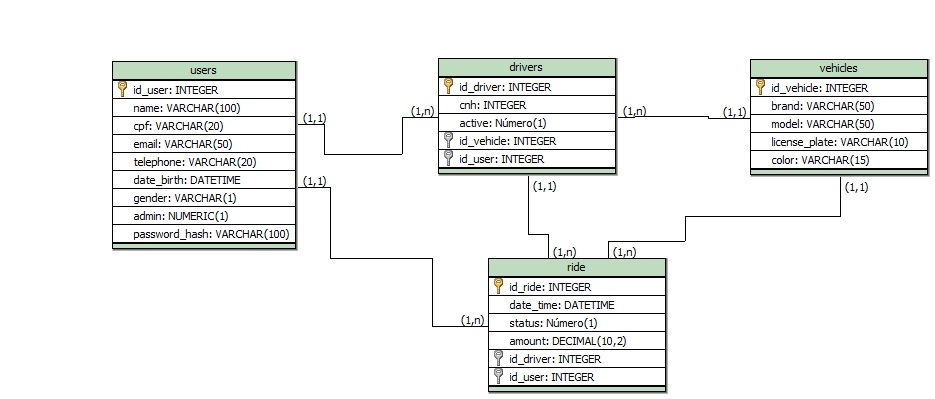 users
id_user: INTEGER
name: VARCHAR(100)
cpf: VARCHAR(20)
email: VARCHAR(50)
telephone: VARCHAR(20)
date_birth: DATETIME
gender: VARCHAR(1)
admin: NUMERIC(1)
password_hash: VARCHAR(100)
(1,1)
(1,n)
(1,1)
drivers
id_driver: INTEGER
cnh: INTEGER
active: Número(1)
id_vehicle: INTEGER
id_user: INTEGER
(1,n)
(1,1)
vehicles
id_vehicle: INTEGER
brand: VARCHAR(50)
model: VARCHAR(50)
license_plate: VARCHAR(10)
color: VARCHAR(15)
(1,1)
(1,1)
(1,n)
(1,n)
(1,n)
ride
id_ride: INTEGER
date_time: DATETIME
status: Número(1)
amount: DECIMAL(10,2)
id_driver: INTEGER
id_user: INTEGER